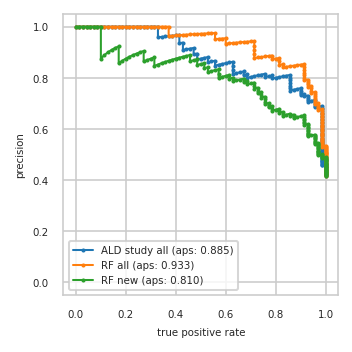 1.0
0.8
0.6
0.4
0.2
0.0
precision
ALD study all (aps: 0.885)
RF all (aps: 0.933)
RF new (aps: 0.810)
0.0 0.2 0.4 0.6 0.8 1.0
true positive rate